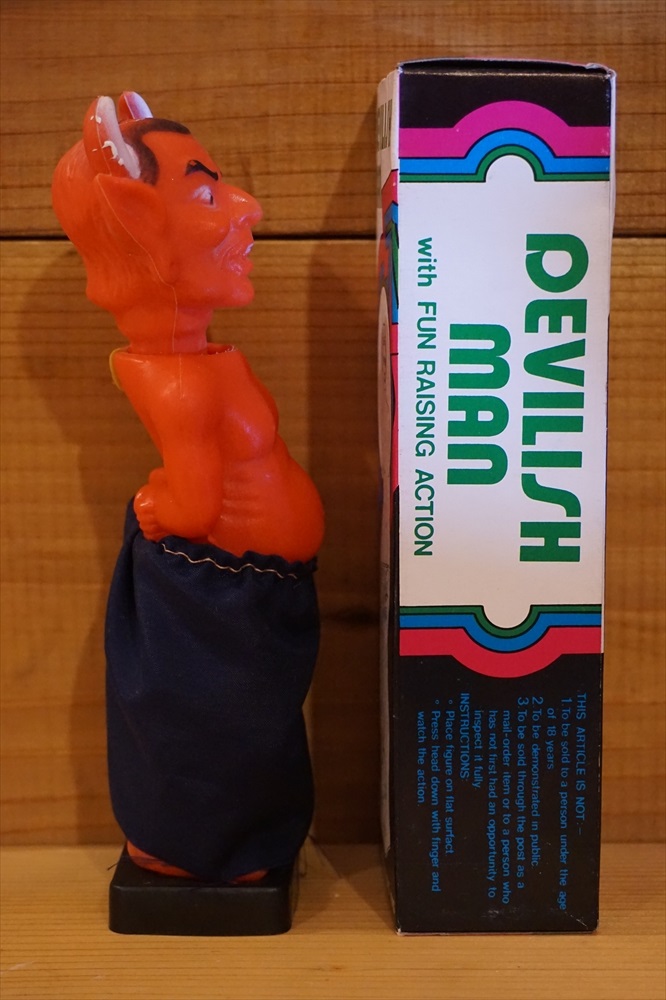 DEVILISH
MAN
with FUN RAISING ACTION
THIS ARTICLE IS NOT –
1. To be sold to a person under the age
of 18 years
2. To be demonstrated in public
3. To be sold through the post as a
mail-order item or to a person who
has not first had an opportunity to
inspect it fully.
INSTRUCTIONS
* Place figure on flat surfact.
* Press head down with finger and
watch the action.